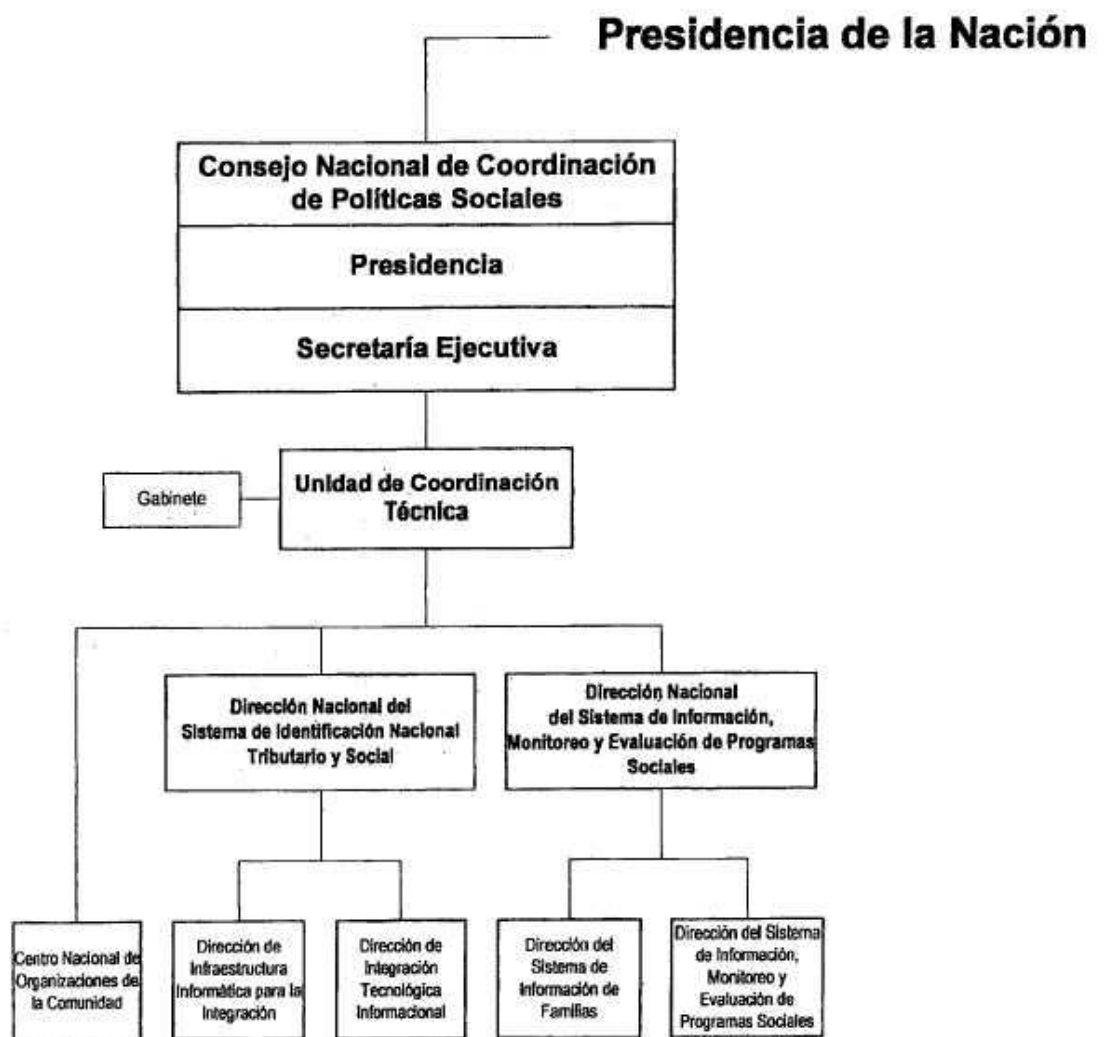 Presidencia de la Nación
Consejo Nacional de Coordinación
de Políticas Sociales
Presidencia
Secretaría Ejecutiva
Gabinete
Unidad de Coordinación
Técnica
Dirección Nacional del
Sistema de Identificación Nacional
Tributario y Social
Dirección Nacional
del Sistema de Información,
Monitoreo y Evaluación de Programas
Sociales
Centro Nacional de
Organizaciones de
la Comunidad
Dirección de
Infraestructura
Informática para la
Integración
Dirección de
Integración
Tecnológica
Informacional
Dirección del
Sistema de
Información de
Familias
Dirección del Sistema
de Información,
Monitoreo y
Evaluación de
Programas Sociales